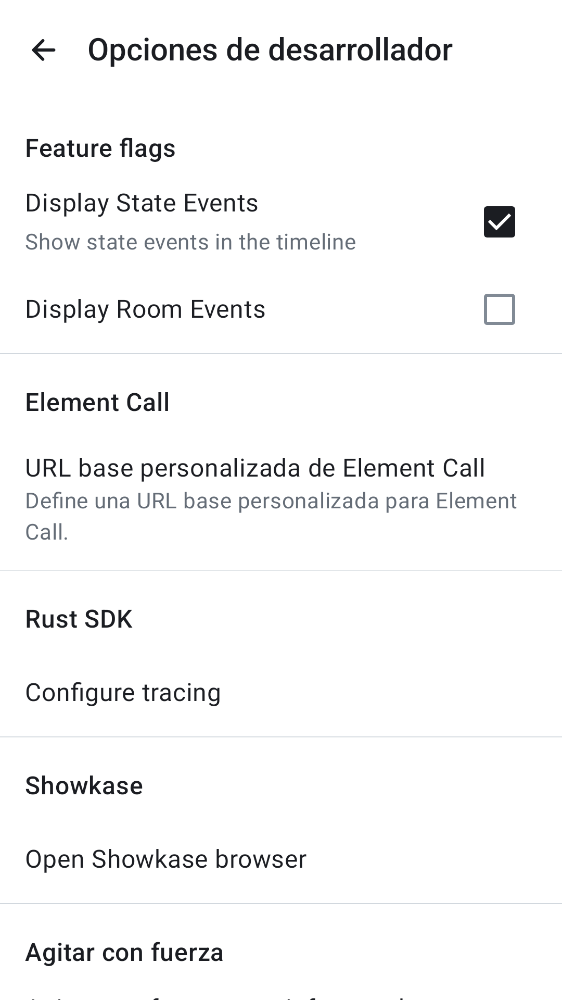 Opciones de desarrollador
Feature flags
Display State Events
Show state events in the timeline
Display Room Events
Element Call
URL base personalizada de Element Call
Define una URL base personalizada para Element
Call.
Rust SDK
Configure tracing
Showkase
Open Showkase browser
Agitar con fuerza